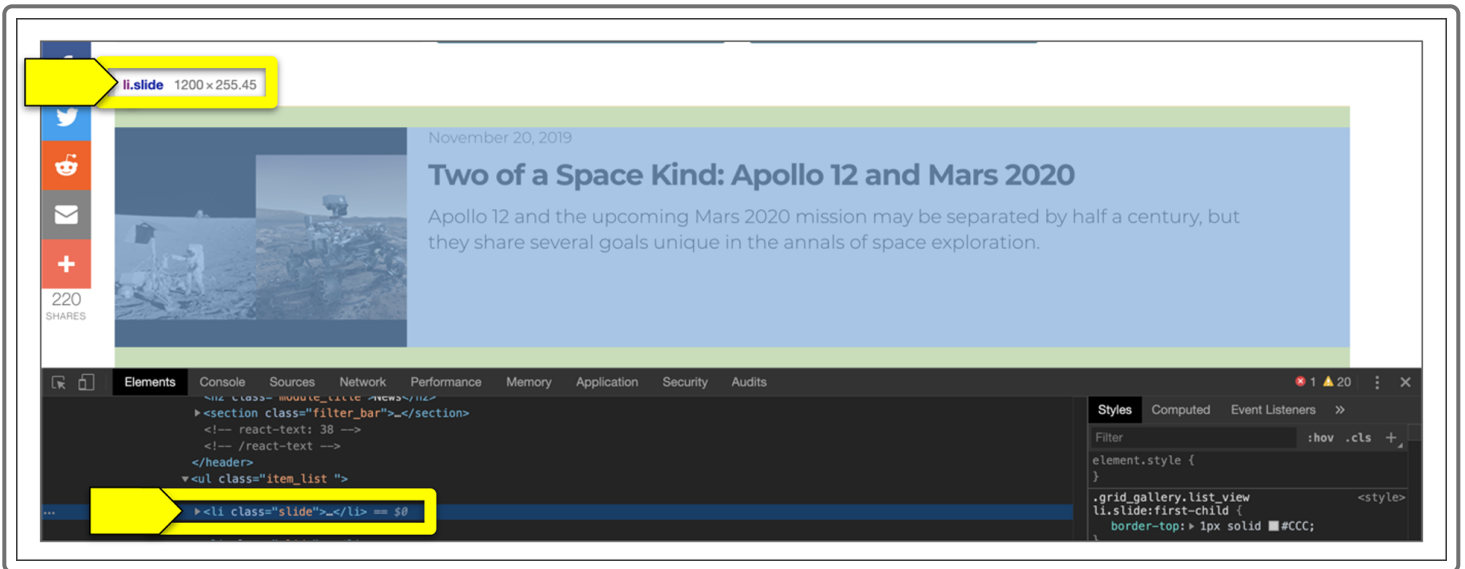 li.slide 1200 × 255.45
November 20, 2019
Two of a Space Kind: Apollo 12 and Mars 2020
Apollo 12 and the upcoming Mars 2020 mission may be separated by half a century, but
they share several goals unique in the annals of space exploration.
220
SHARES
Elements Console Sources Network Performance Memory Application Security Audits 1 20
<h2 class="module_title">News</h2>
▶<section class="filter_bar">…</section>
<!-- react-text: 38 -->
<!-- /react-text -->
</header>
▼<ul class="item_list ">
… ▶<li class="slide">…</li> == $0
Styles Computed Event Listeners »
Filter :hov .cls +
element.style {
}
.grid_gallery.list_view <style>
li.slide:first-child {
border-top: ▶ 1px solid #CCC;
}